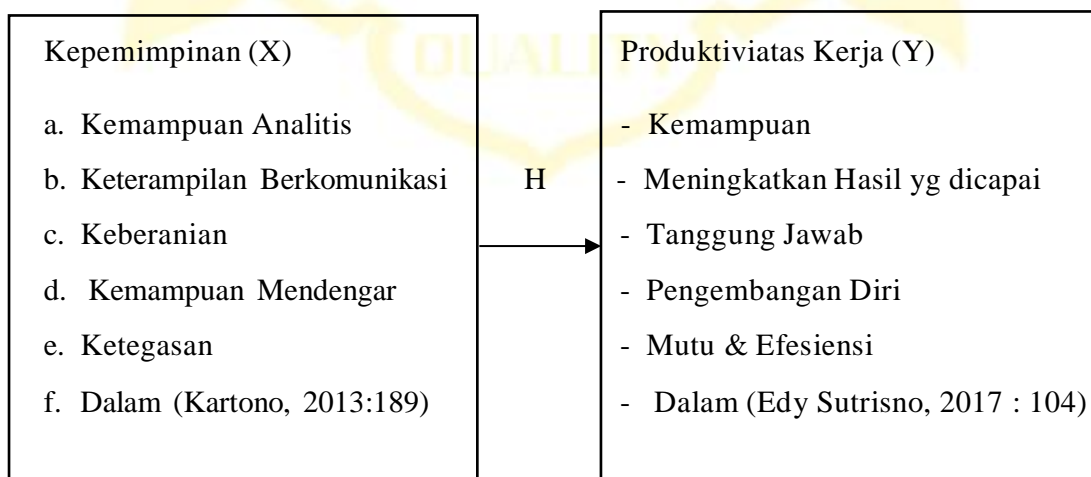 QUALITY
Kepemimpinan (X)
a. Kemampuan Analitis
b. Keterampilan Berkomunikasi
c. Keberanian
d. Kemampuan Mendengar
e. Ketegasan
f. Dalam (Kartono, 2013:189)
H
Produktiviatas Kerja (Y)
- Kemampuan
- Meningkatkan Hasil yg dicapai
- Tanggung Jawab
- Pengembangan Diri
- Mutu & Efesiensi
- Dalam (Edy Sutrisno, 2017 : 104)